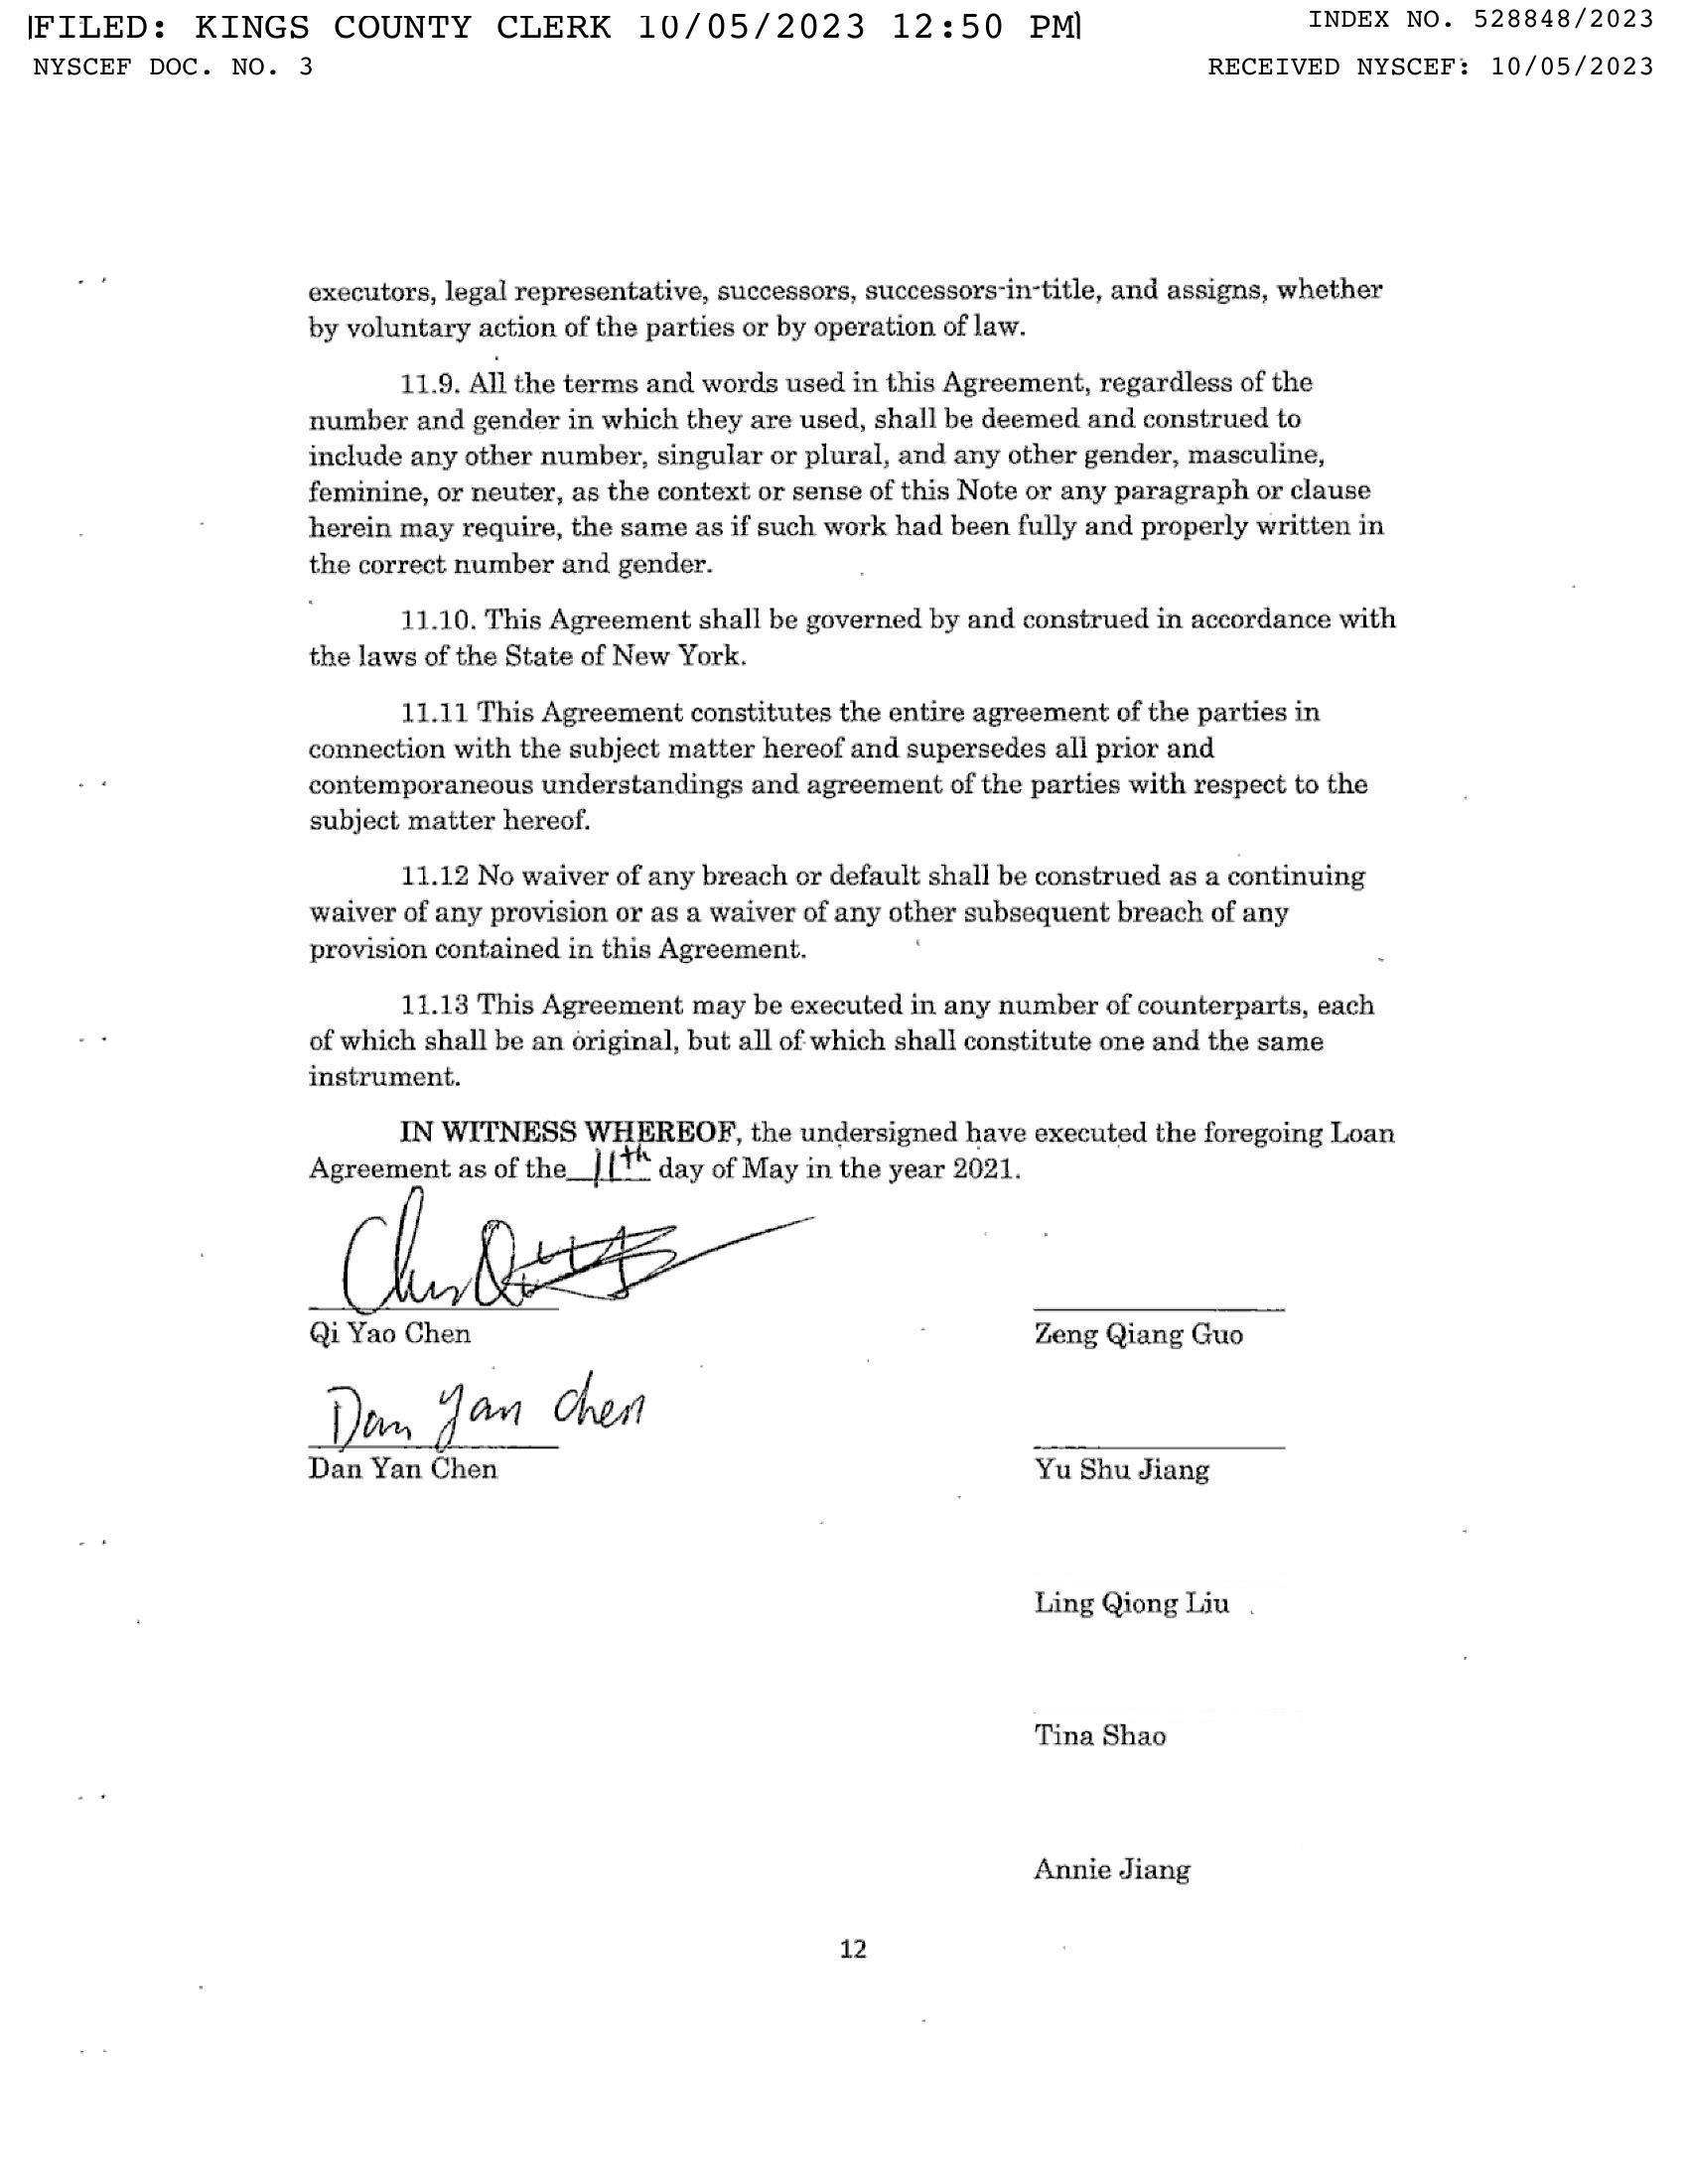 FILED: KINGS COUNTY CLERK 10/05/2023 12:50 PM
INDEX NO. 528848/2023
NYSCEF DOC. NO. 3
RECEIVED NYSCEF: 10/05/2023
executors, legal representative, successors, successors-in-title, and assigns, whether
by voluntary action of the parties or by operation of law.
11.9. All the terms and words used in this Agreement, regardless of the
number and gender in which they are used, shall be deemed and construed to
include any other number, singular or plural, and any other gender, masculine,
feminine, or neuter, as the context or sense of this Note or any paragraph or clause
herein may require, the same as if such work had been fully and properly written in
the correct number and gender.
11.10. This Agreement shall be governed by and construed in accordance with
the laws of the State of New York.
11.11 This Agreement constitutes the entire agreement of the parties in
connection with the subject matter hereof and supersedes all prior and
contemporaneous understandings and agreement of the parties with respect to the
subject matter hereof.
11.12 No waiver of any breach or default shall be construed as a continuing
waiver of any provision or as a waiver of any other subsequent breach of any
provision contained in this Agreement.
11.13 This Agreement may be executed in any number of counterparts, each
of which shall be an original, but all of which shall constitute one and the same
instrument.
IN WITNESS WHEREOF, the undersigned have executed the foregoing Loan
Agreement as of the 11th day of May in the year 2021.
Qi Yao Chen
Zeng Qiang Guo
Dan Yan Chen
Dan Yan Chen
Yu Shu Jiang
Ling Qiong Liu
Tina Shao
Annie Jiang
12